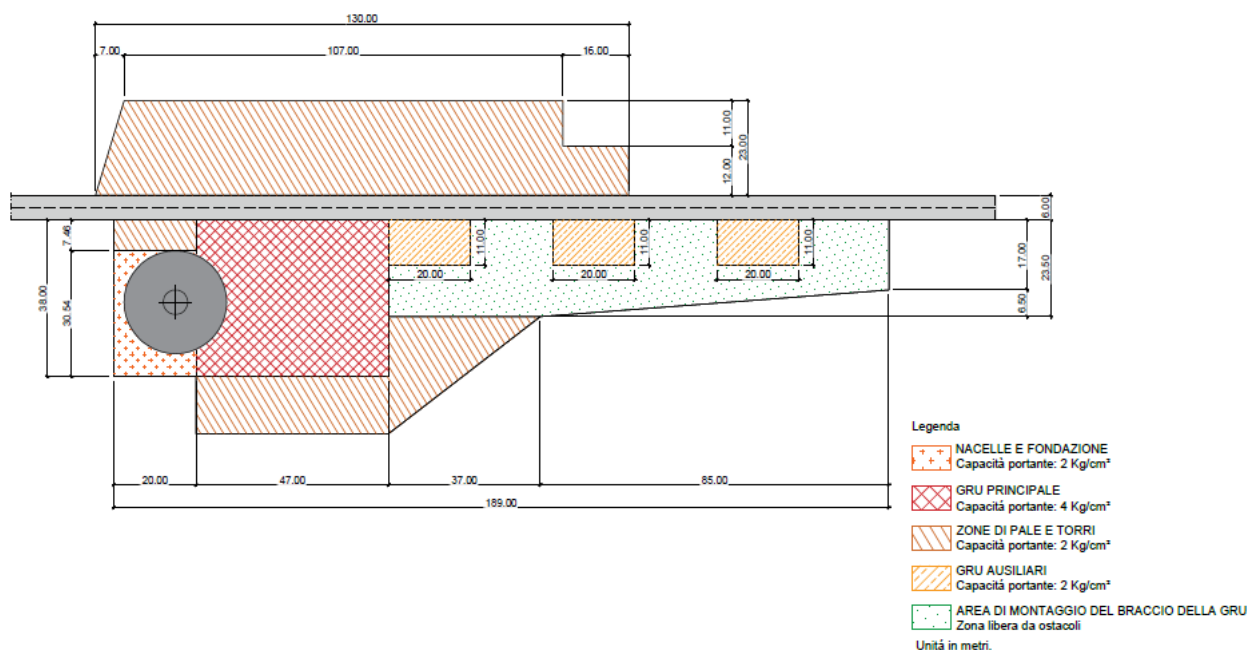 130.00
7.00
107.00
16.00
11.00
23.00
12.00
6.00
7.46
38.00
30.54
11.00
11.00
11.00
20.00
20.00
20.00
17.00
23.50
6.50
20.00
47.00
37.00
85.00
189.00
Legenda
NACELLE E FONDAZIONE
Capacità portante: 2 Kg/cm²
GRU PRINCIPALE
Capacità portante: 4 Kg/cm²
ZONE DI PALE E TORRI
Capacità portante: 2 Kg/cm²
GRU AUSILIARI
Capacitá portante: 2 Kg/cm²
AREA DI MONTAGGIO DEL BRACCIO DELLA GRU
Zona libera da ostacoli
Unitá in metri.